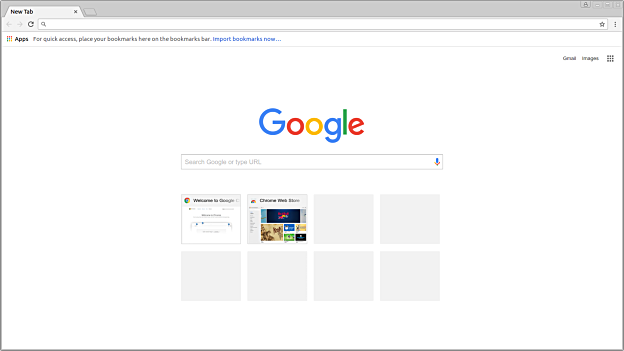 New Tab
Apps For quick access, place your bookmarks here on the bookmarks bar. Import bookmarks now...
Gmail Images
Google
Search Google or type URL
Welcome to Google
Chrome Web Store